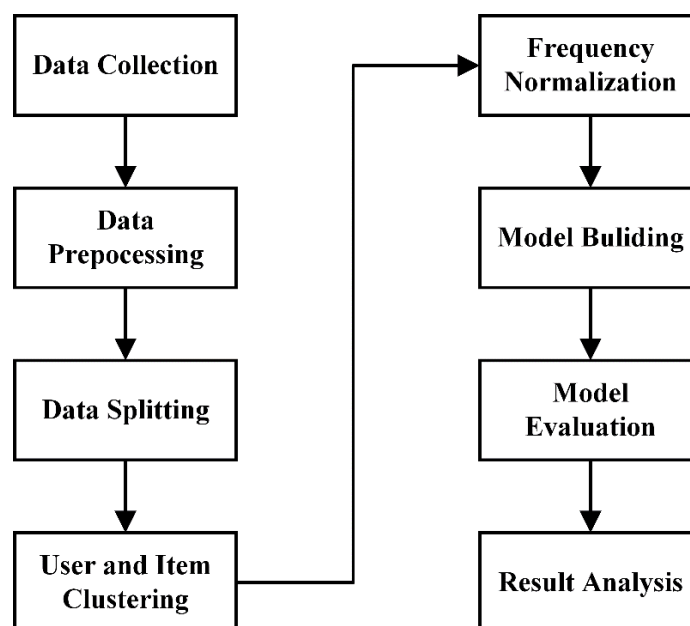 Data Collection
Data
Prepocessing
Data Splitting
User and Item
Clustering
Frequency
Normalization
Model Buliding
Model
Evaluation
Result Analysis